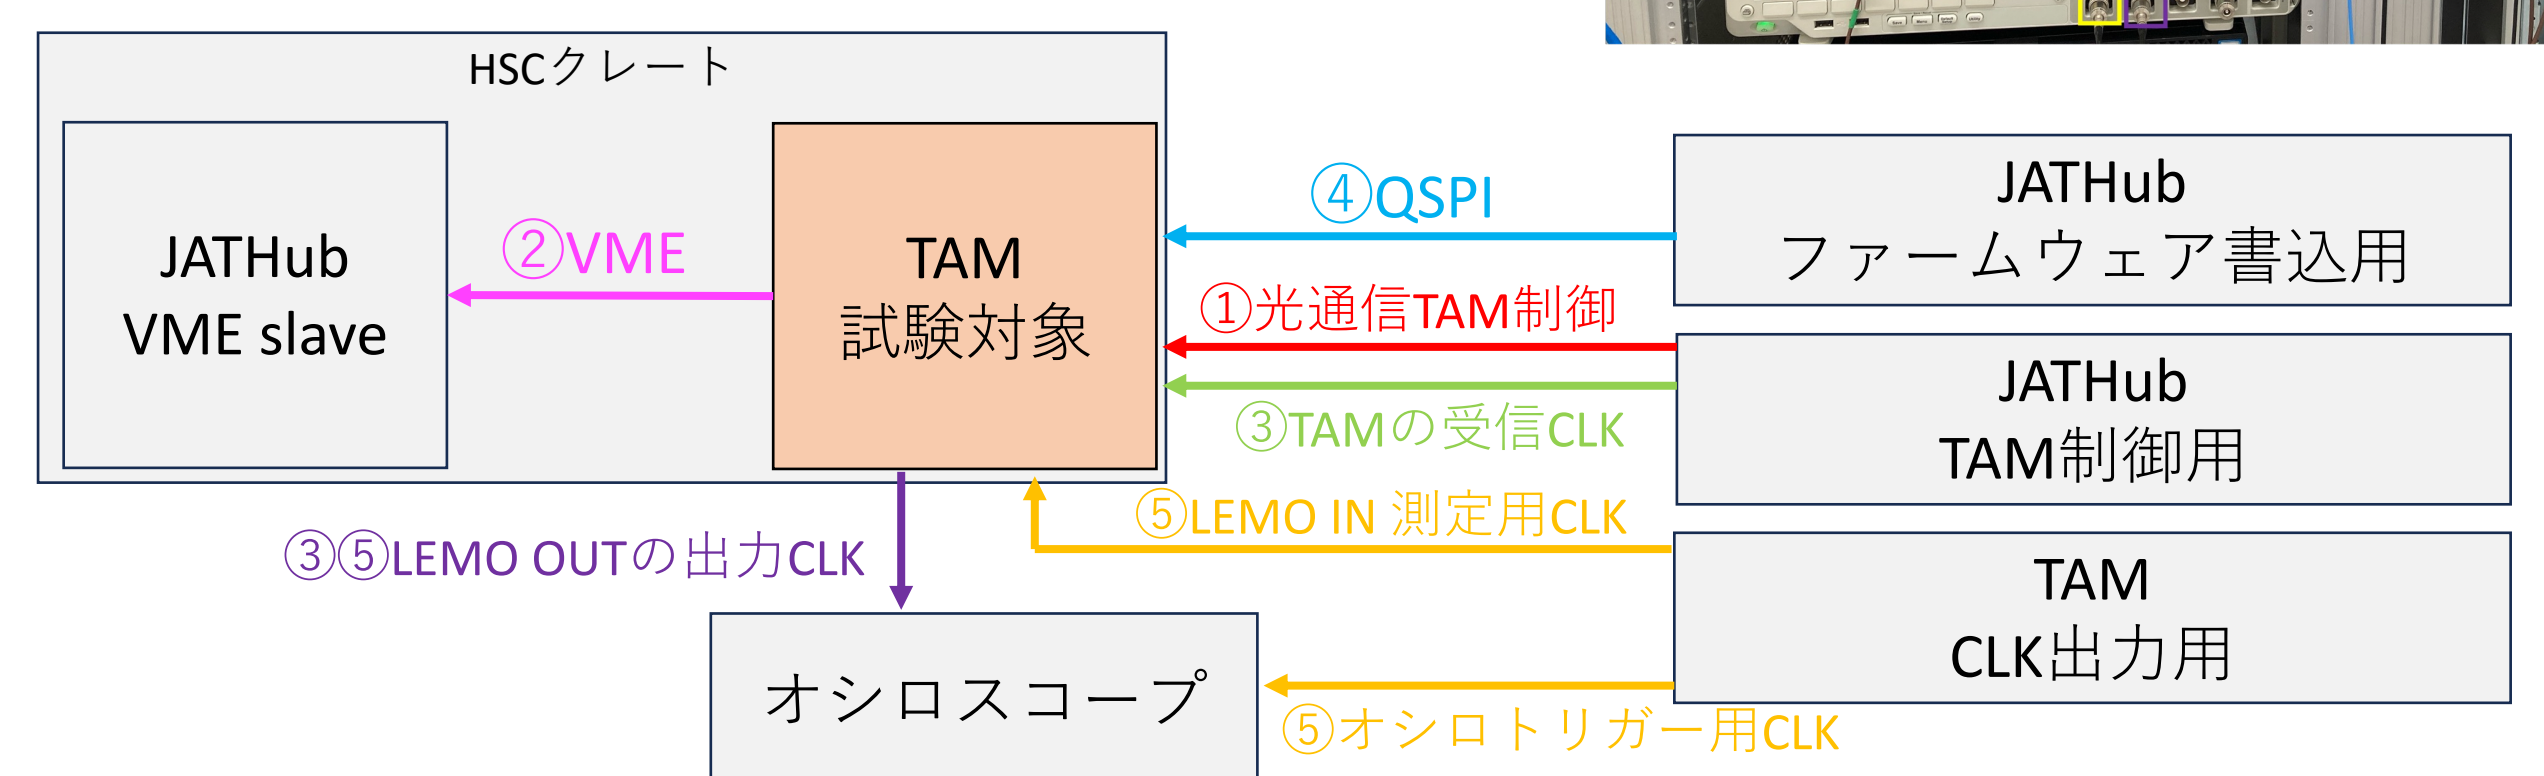 HSCクレート
JATHub
VME slave
②VME
TAM
試験対象
④QSPI
①光通信TAM制御
③TAMの受信CLK
⑤LEMO IN 測定用CLK
③⑤LEMO OUTの出力CLK
JATHub
ファームウェア書込用
JATHub
TAM制御用
TAM
CLK出力用
オシロスコープ
⑤オシロトリガー用CLK